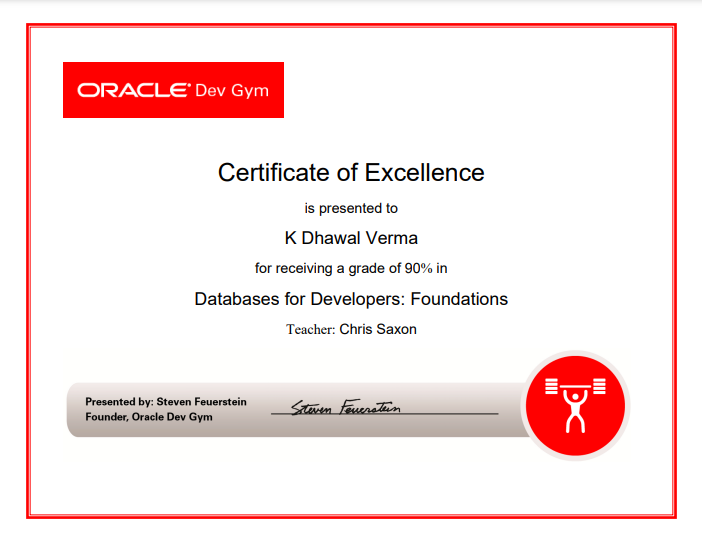 ORACLE Dev Gym
Certificate of Excellence
is presented to
K Dhawal Verma
for receiving a grade of 90% in
Databases for Developers: Foundations
Teacher: Chris Saxon
Presented by: Steven Feuerstein
Founder, Oracle Dev Gym
Steven Feuerstein